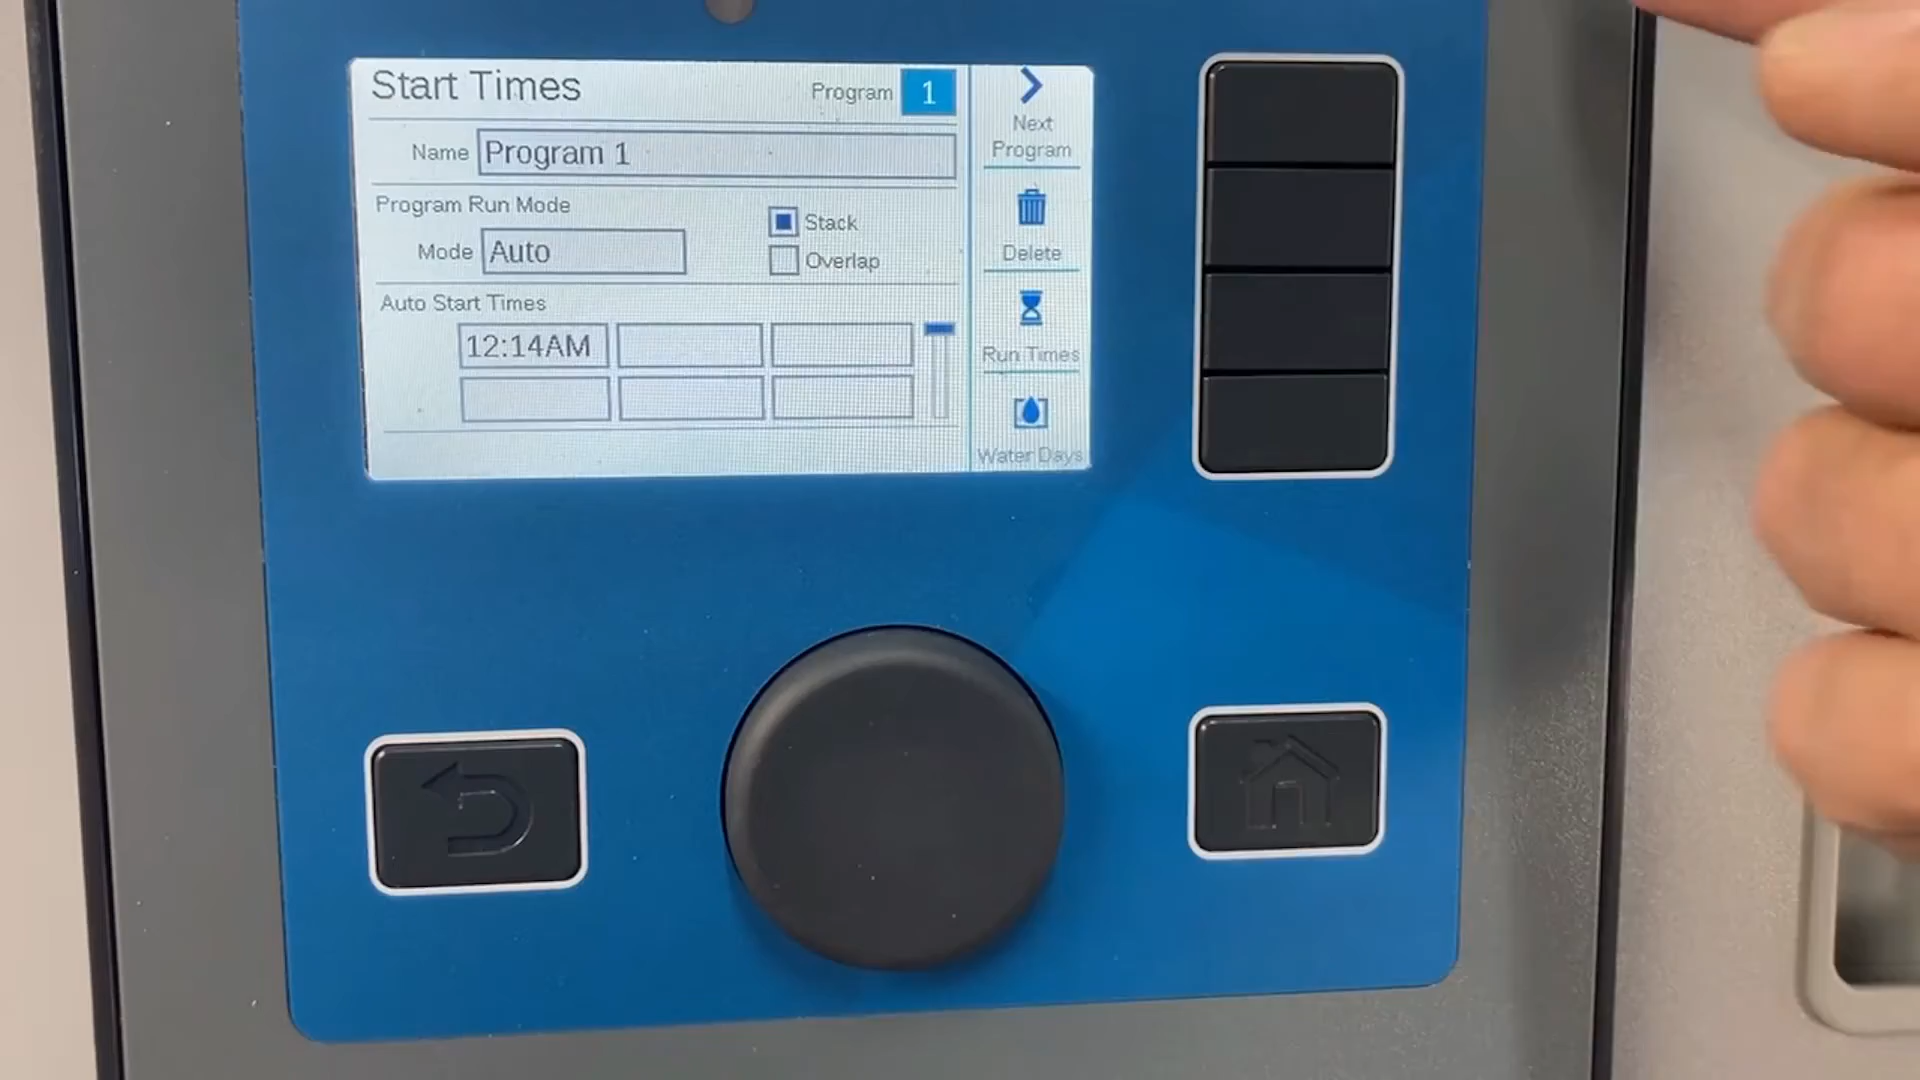 Start Times
Program 1
Name Program 1
Program Run Mode
Mode Auto
Stack
Overlap
Auto Start Times
12:14AM
Next
Program
Delete
Run Times
Water Days